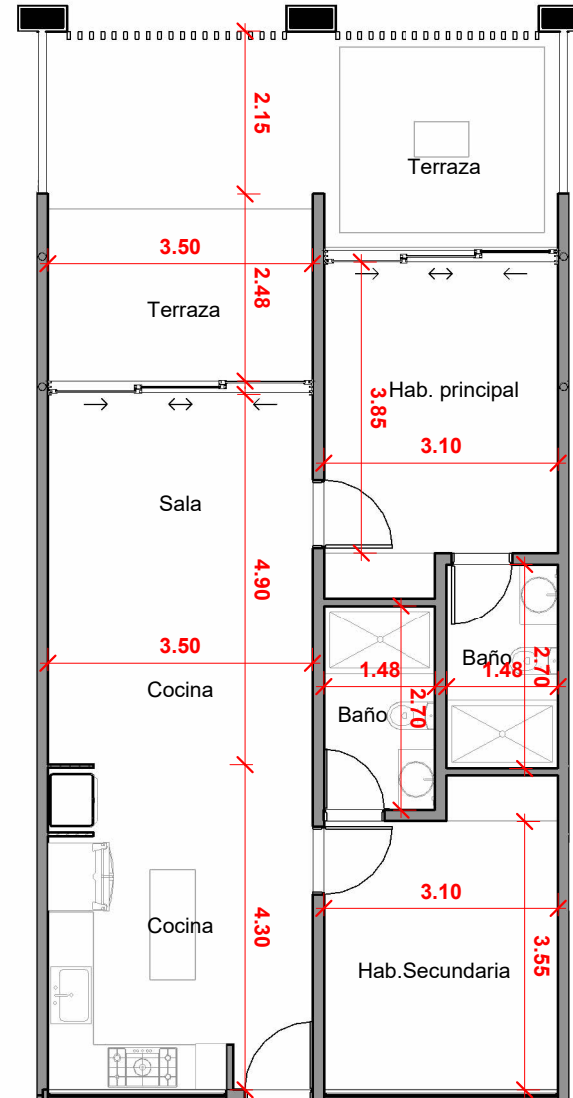 2.15
Terraza
3.50
2.48
Terraza
Hab. principal
3.85
3.10
Sala
4.90
3.50
Cocina
1.48
2.70
Baño
Baño
1.48
2.70
Cocina
4.30
3.10
3.55
Hab.Secundaria